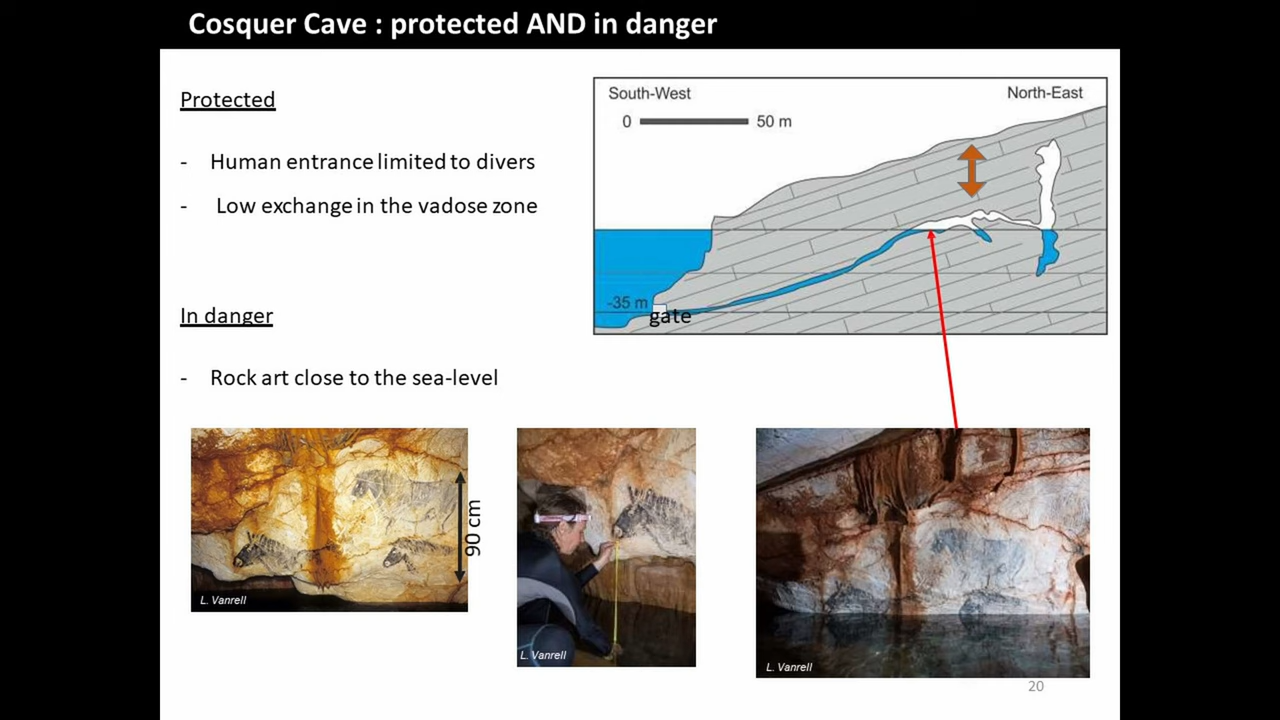 Cosquer Cave : protected AND in danger
Protected
- Human entrance limited to divers
- Low exchange in the vadose zone
In danger
- Rock art close to the sea-level
South-West
North-East
0 50 m
-35 m
gate
90 cm
L. Vanrell
L. Vanrell
L. Vanrell
20